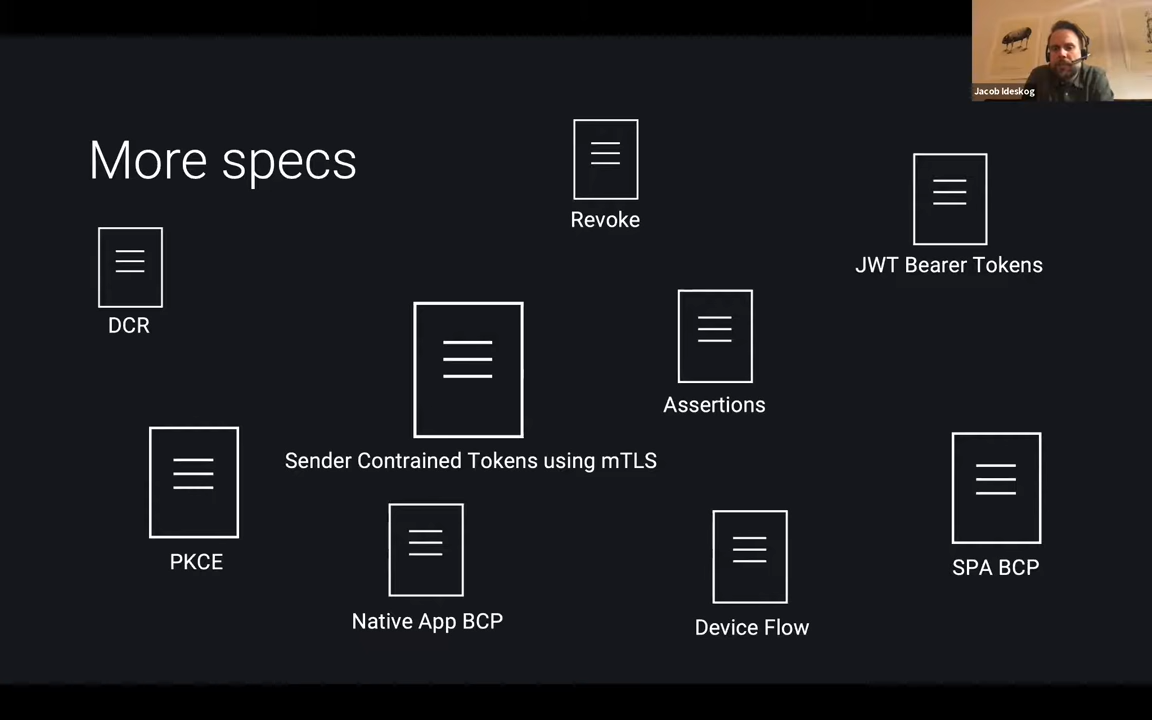 Jacob Ideskog
More specs
Revoke
JWT Bearer Tokens
DCR
Assertions
Sender Contrained Tokens using mTLS
PKCE
SPA BCP
Native App BCP
Device Flow